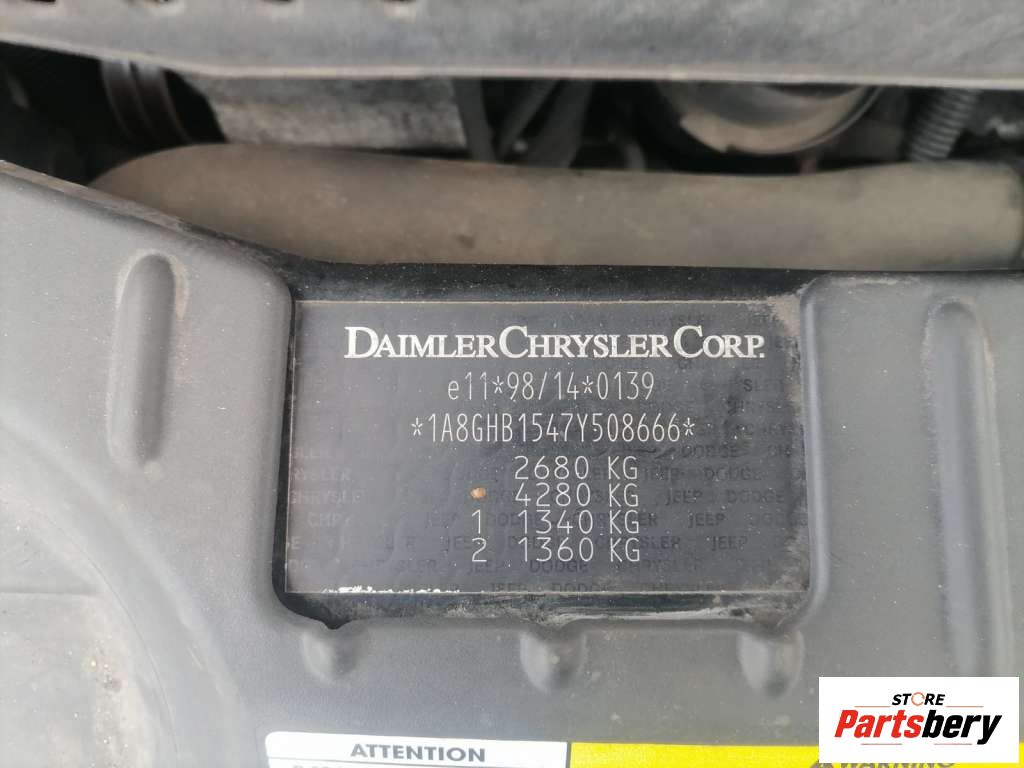 DAIMLERCHRYSLER CORP.
e11*98/14*0139
*1A8GHB1547Y508666*
2680 KG
4280 KG
1 1340 KG
2 1360 KG
ATTENTION
WARNING
STORE
Partsbery